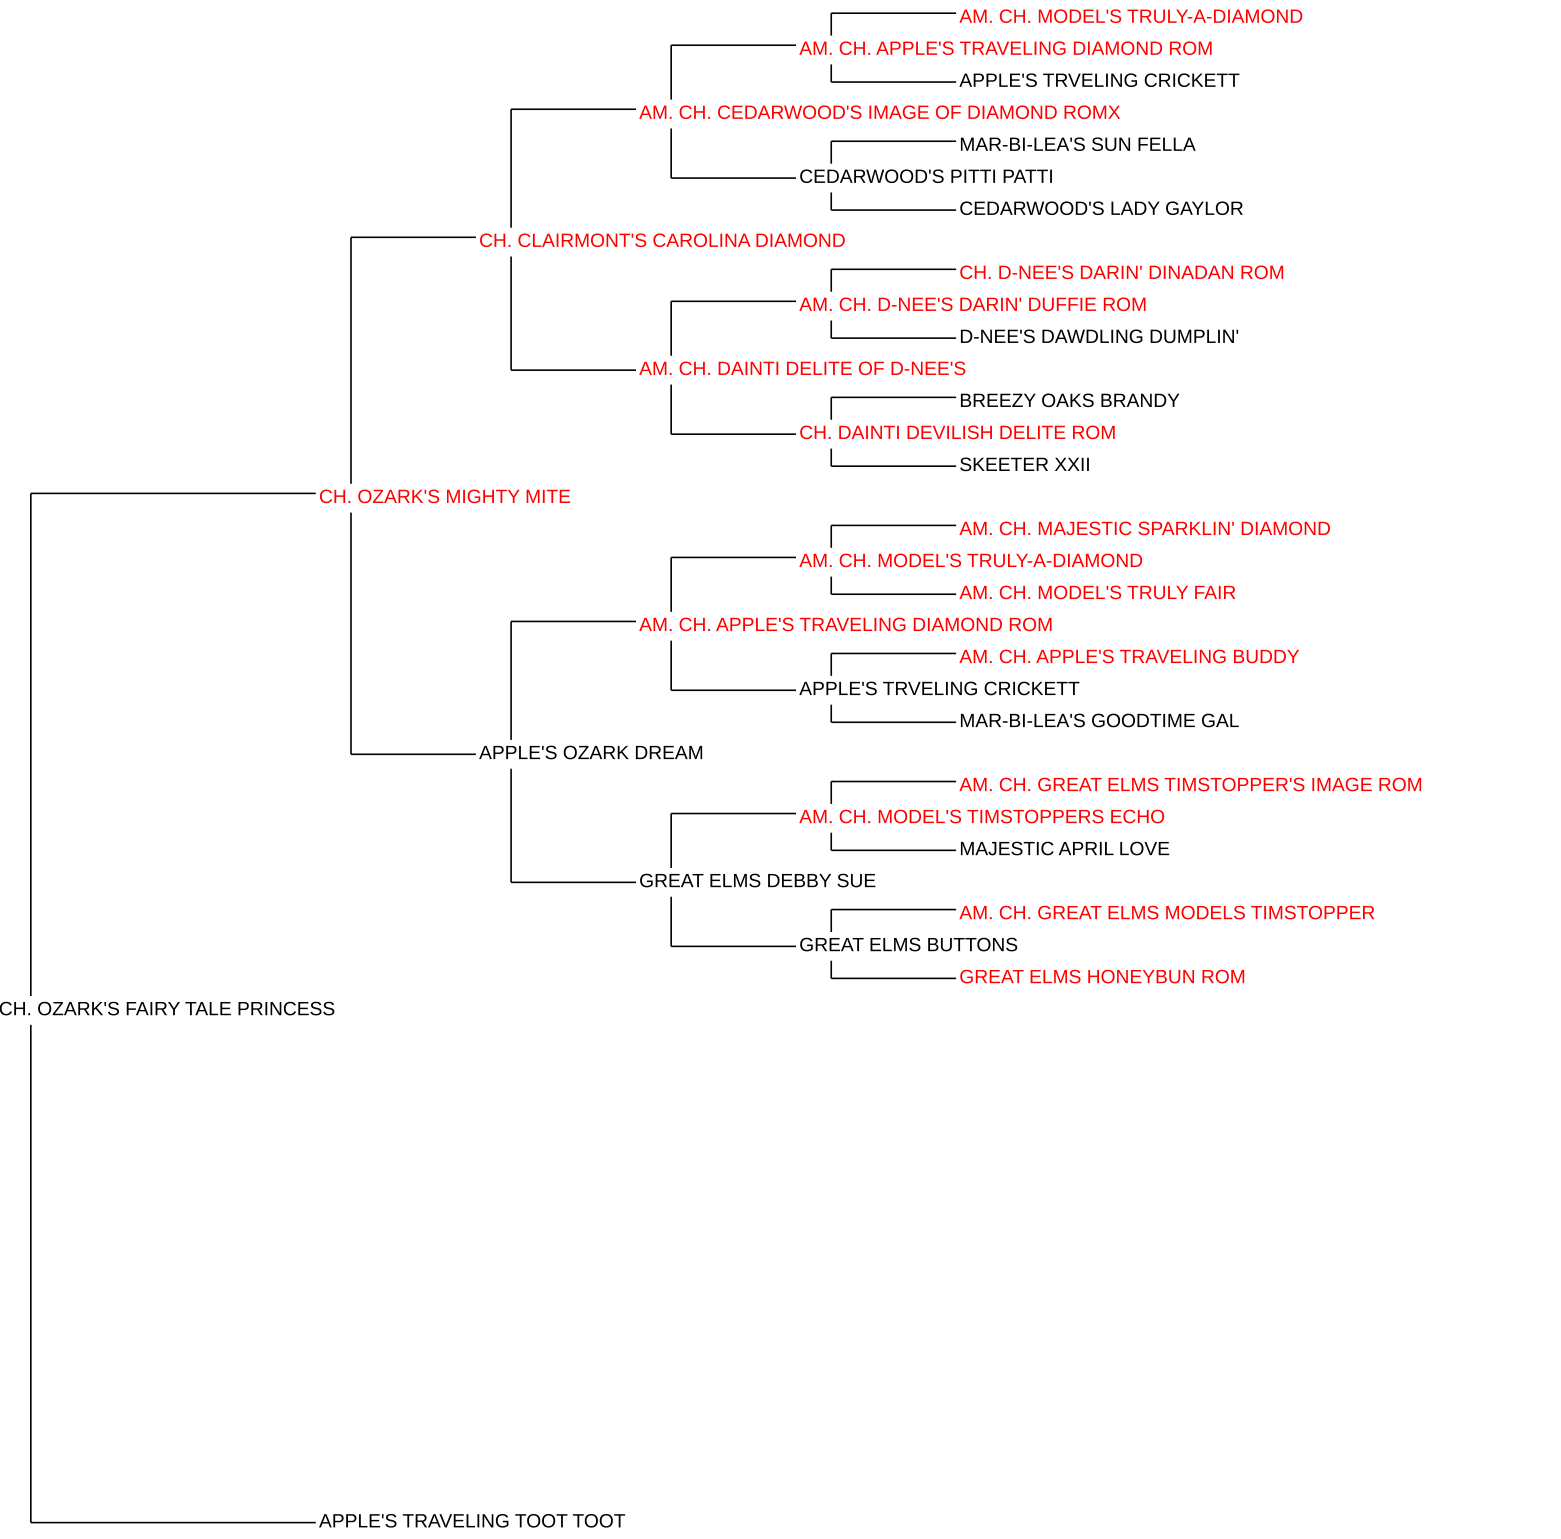 AM. CH. MODEL'S TRULY-A-DIAMOND
AM. CH. APPLE'S TRAVELING DIAMOND ROM
APPLE'S TRVELING CRICKETT
AM. CH. CEDARWOOD'S IMAGE OF DIAMOND ROMX
MAR-BI-LEA'S SUN FELLA
CEDARWOOD'S PITTI PATTI
CEDARWOOD'S LADY GAYLOR
CH. CLAIRMONT'S CAROLINA DIAMOND
CH. D-NEE'S DARIN' DINADAN ROM
AM. CH. D-NEE'S DARIN' DUFFIE ROM
D-NEE'S DAWDLING DUMPLIN'
AM. CH. DAINTI DELITE OF D-NEE'S
BREEZY OAKS BRANDY
CH. DAINTI DEVILISH DELITE ROM
SKEETER XXII
CH. OZARK'S MIGHTY MITE
AM. CH. MAJESTIC SPARKLIN' DIAMOND
AM. CH. MODEL'S TRULY-A-DIAMOND
AM. CH. MODEL'S TRULY FAIR
AM. CH. APPLE'S TRAVELING DIAMOND ROM
AM. CH. APPLE'S TRAVELING BUDDY
APPLE'S TRVELING CRICKETT
MAR-BI-LEA'S GOODTIME GAL
APPLE'S OZARK DREAM
AM. CH. GREAT ELMS TIMSTOPPER'S IMAGE ROM
AM. CH. MODEL'S TIMSTOPPERS ECHO
MAJESTIC APRIL LOVE
GREAT ELMS DEBBY SUE
AM. CH. GREAT ELMS MODELS TIMSTOPPER
GREAT ELMS BUTTONS
GREAT ELMS HONEYBUN ROM
CH. OZARK'S FAIRY TALE PRINCESS
APPLE'S TRAVELING TOOT TOOT